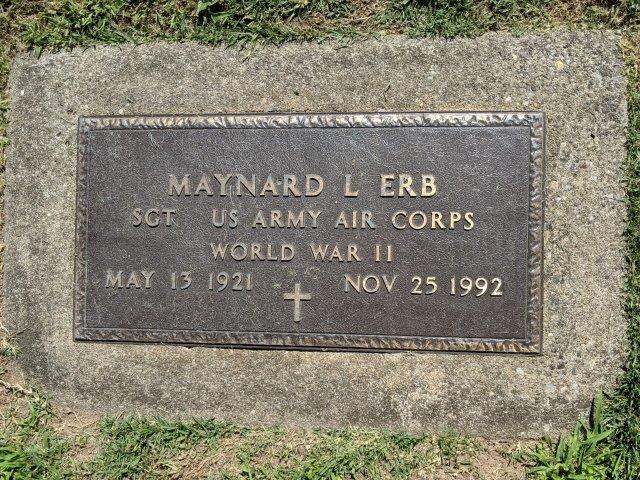 MAYNARD L ERB
SGT US ARMY AIR CORPS
WORLD WAR II
MAY 13 1921 NOV 25 1992